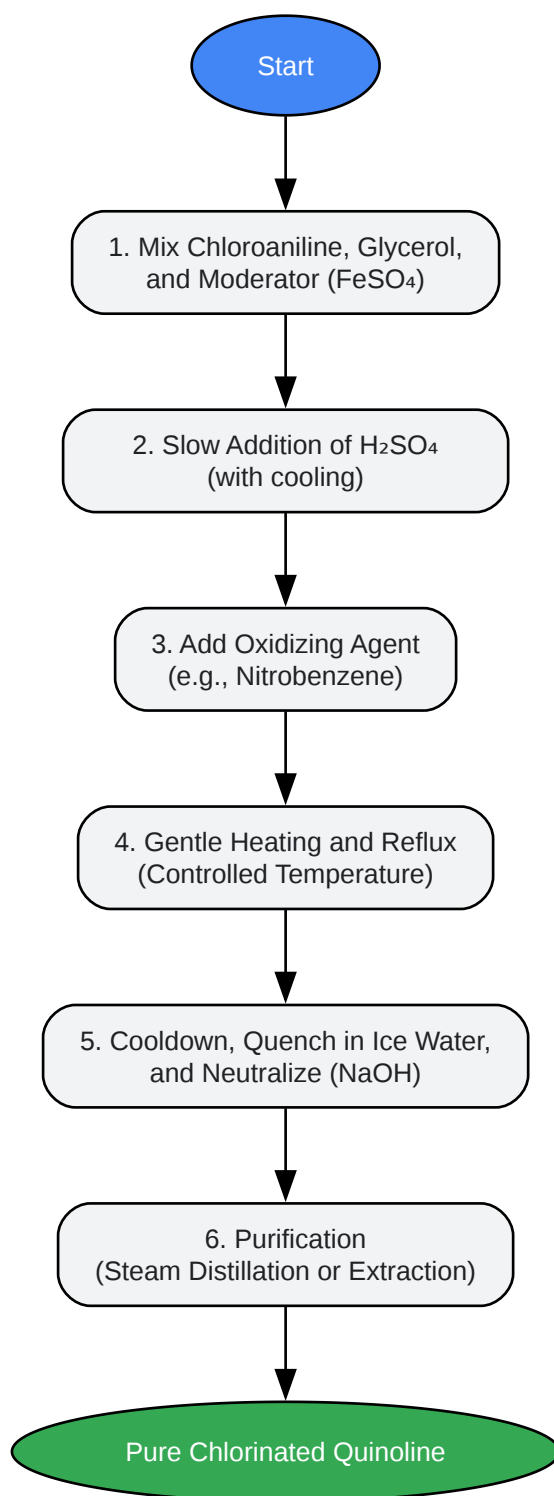 Start
1. Mix Chloroaniline, Glycerol,
and Moderator (FeSO₄)
2. Slow Addition of H₂SO₄
(with cooling)
3. Add Oxidizing Agent
(e.g., Nitrobenzene)
4. Gentle Heating and Reflux
(Controlled Temperature)
5. Cooldown, Quench in Ice Water,
and Neutralize (NaOH)
6. Purification
(Steam Distillation or Extraction)
Pure Chlorinated Quinoline